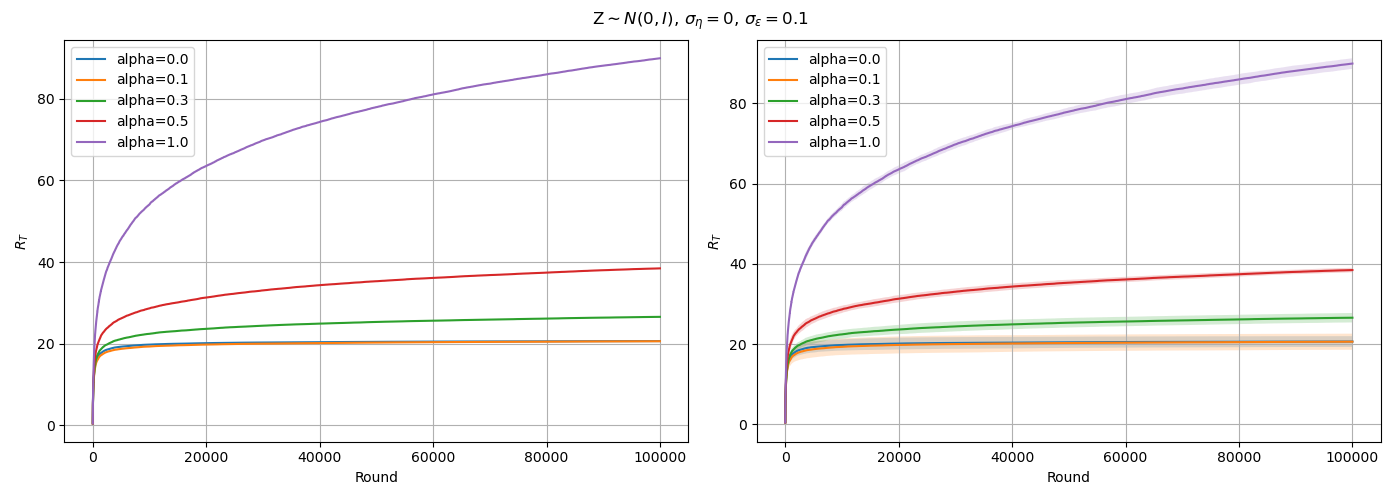 Z ∼ N(0, I), σ_η = 0, σ_ε = 0.1
alpha=0.0
alpha=0.1
alpha=0.3
alpha=0.5
alpha=1.0
R_T
80
60
40
20
0
0 20000 40000 60000 80000 100000
Round
alpha=0.0
alpha=0.1
alpha=0.3
alpha=0.5
alpha=1.0
R_T
80
60
40
20
0
0 20000 40000 60000 80000 100000
Round